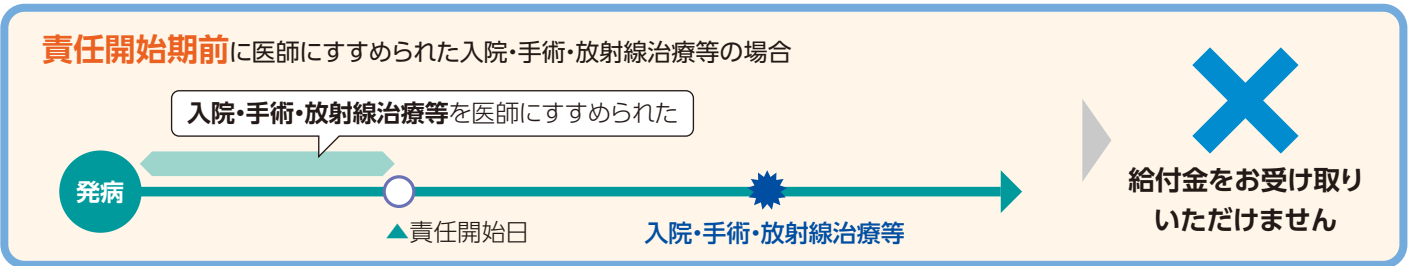 責任開始期前に医師にすすめられた入院・手術・放射線治療等の場合
入院・手術・放射線治療等を医師にすすめられた
発病
▲責任開始日
入院・手術・放射線治療等
給付金をお受け取り
いただけません